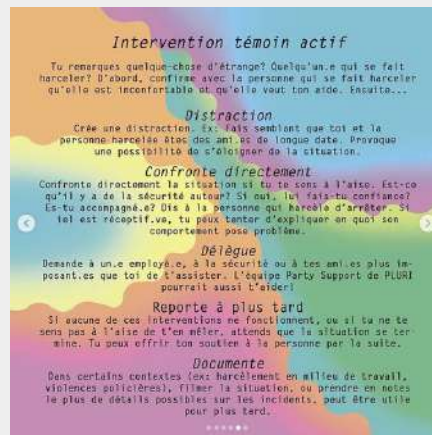 Intervention témoin actif
Tu remarques quelque-chose d'étrange? Quelqu'un.e qui se fait
harceler? D'abord, confirme avec la personne qui se fait harceler
qu'elle est inconfortable et qu'elle veut ton aide. Ensuite...
Distraction
Crée une distraction. Ex: fais semblant que toi et la
personne harcelée êtes des ami.es de longue date. Provoque
une possibilité de s'éloigner de la situation.
Confronte directement
Confronte directement la situation si tu te sens à l'aise. Est-ce
qu'il y a de la sécurité autour? Si oui, lui fais-tu confiance?
Es-tu accompagné.e? Dis à la personne qui harcèle d'arrêter. Si
iel est réceptif.ve, tu peux tenter d'expliquer en quoi son
comportement pose problème.
Délègue
Demande à un.e employé.e, à la sécurité ou à tes ami.es plus im-
posant.es que toi de t'assister. L'équipe Party Support de PLURI
pourrait aussi t'aider!
Reporte à plus tard
Si aucune de ces interventions ne fonctionnent, ou si tu ne te
sens pas à l'aise de t'en mêler, attends que la situation se ter-
mine. Tu peux offrir ton soutien à la personne par la suite.
Documente
Dans certains contextes (ex: harcèlement en milieu de travail,
violences policières), filmer la situation, ou prendre en notes
le plus de détails possibles sur les incidents, peut être utile
pour plus tard.